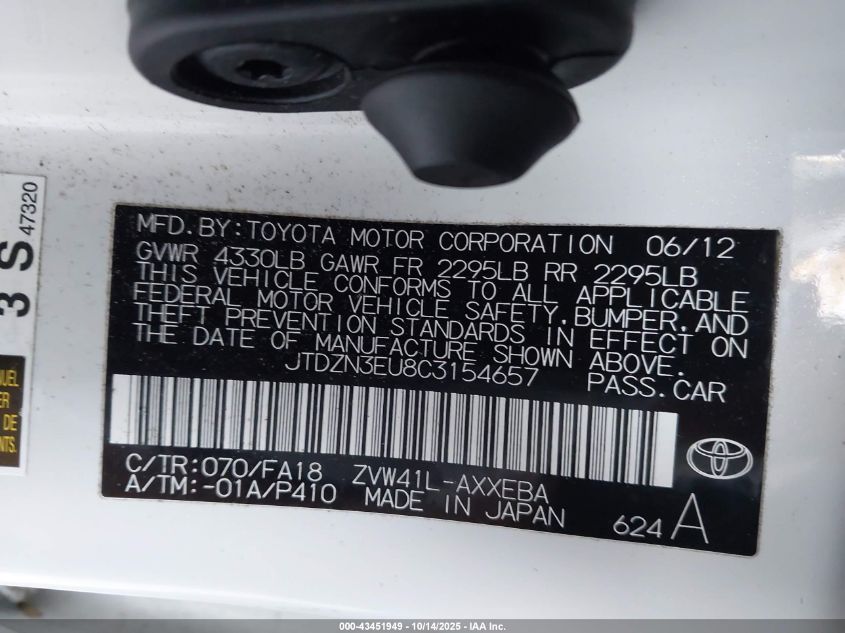 MFD.BY:TOYOTA MOTOR CORPORATION 06/12
GVWR 4330LB GAWR FR 2295LB RR 2295LB
THIS VEHICLE CONFORMS TO ALL APPLICABLE
FEDERAL MOTOR VEHICLE SAFETY,BUMPER,AND
THEFT PREVENTION STANDARDS IN EFFECT ON
THE DATE OF MANUFACTURE SHOWN ABOVE.
JTDZN3EU8C3154657 PASS.CAR
C/TR:070/FA18 ZVW41L-AXXEBA
A/TM:-01A/P410 MADE IN JAPAN
624 A
3 S 47320
DE
000-43451949 - 10/14/2025 - IAA Inc.